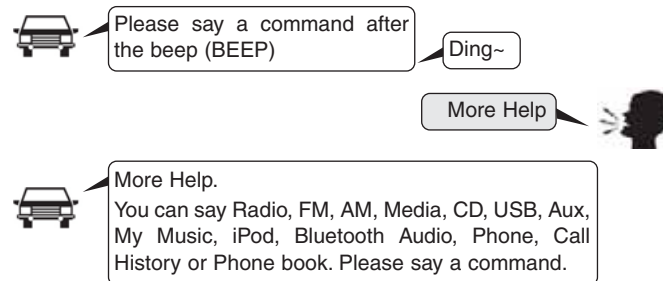 Please say a command after
the beep (BEEP)
Ding~
More Help
More Help.
You can say Radio, FM, AM, Media, CD, USB, Aux,
My Music, iPod, Bluetooth Audio, Phone, Call
History or Phone book. Please say a command.